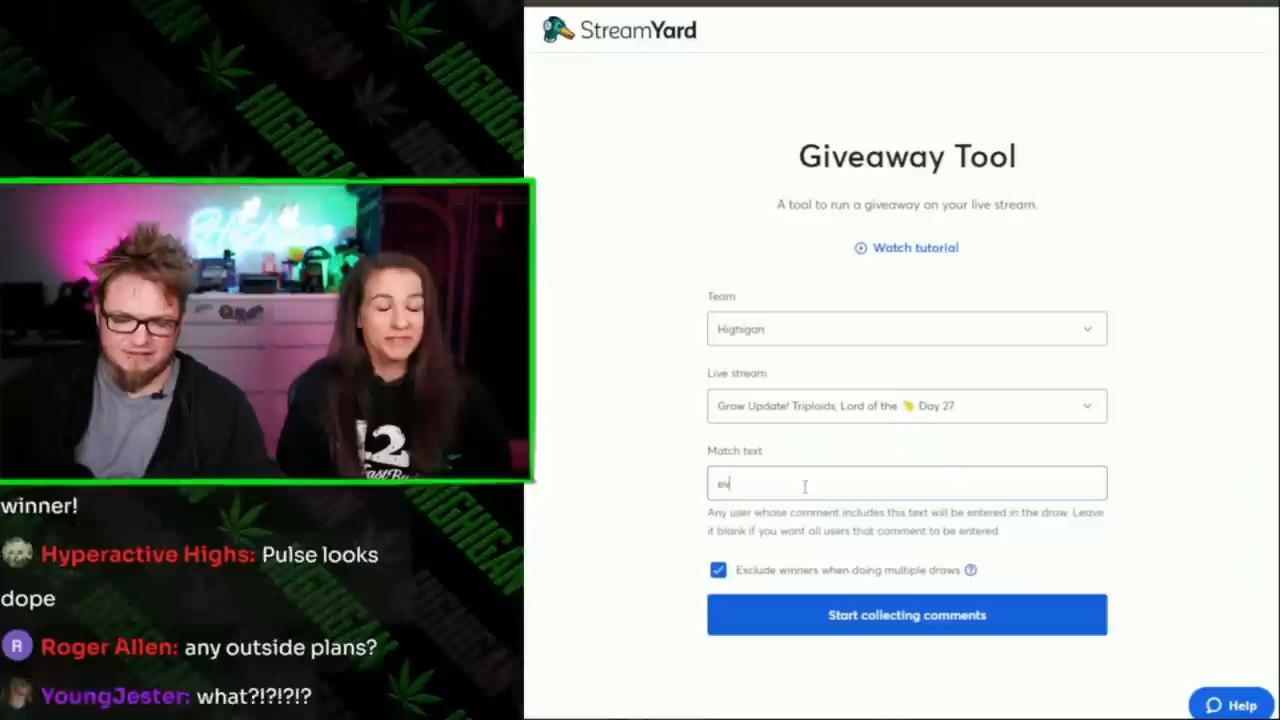 HIGHIGAN
HIGHIGAN
12
winner!
Hyperactive Highs: Pulse looks
dope
R
Roger Allen: any outside plans?
YoungJester: what?!?!?!?
StreamYard
Giveaway Tool
A tool to run a giveaway on your live stream.
Watch tutorial
Team
Highigan
Live stream
Grow Update! Triploids, Lord of the 🍋 Day 27
Match text
ev
Any user whose comment includes this text will be entered in the draw. Leave
it blank if you want all users that comment to be entered.
Exclude winners when doing multiple draws ?
Start collecting comments
Help